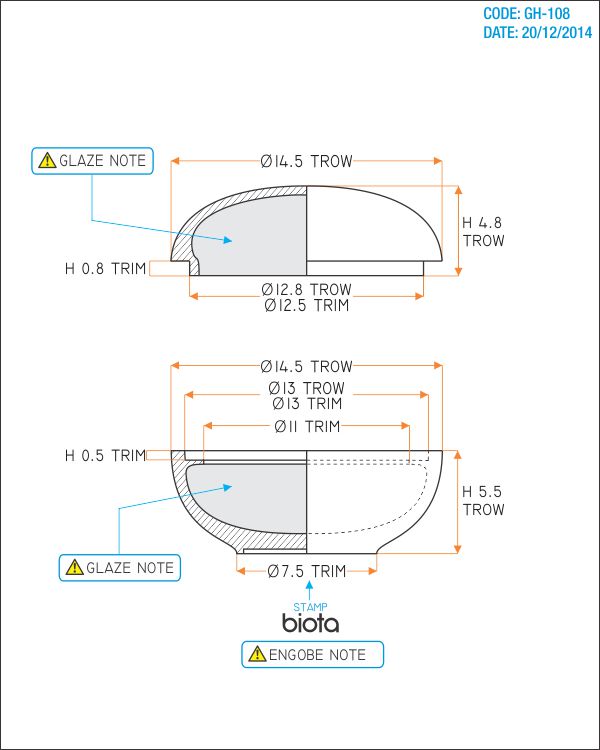 CODE: GH-108
DATE: 20/12/2014
GLAZE NOTE
Ø14.5 TROW
H 4.8
TROW
H 0.8 TRIM
Ø12.8 TROW
Ø12.5 TRIM
Ø14.5 TROW
Ø13 TROW
Ø13 TRIM
Ø11 TRIM
H 0.5 TRIM
H 5.5
TROW
GLAZE NOTE
Ø7.5 TRIM
STAMP
biota
ENGOBE NOTE